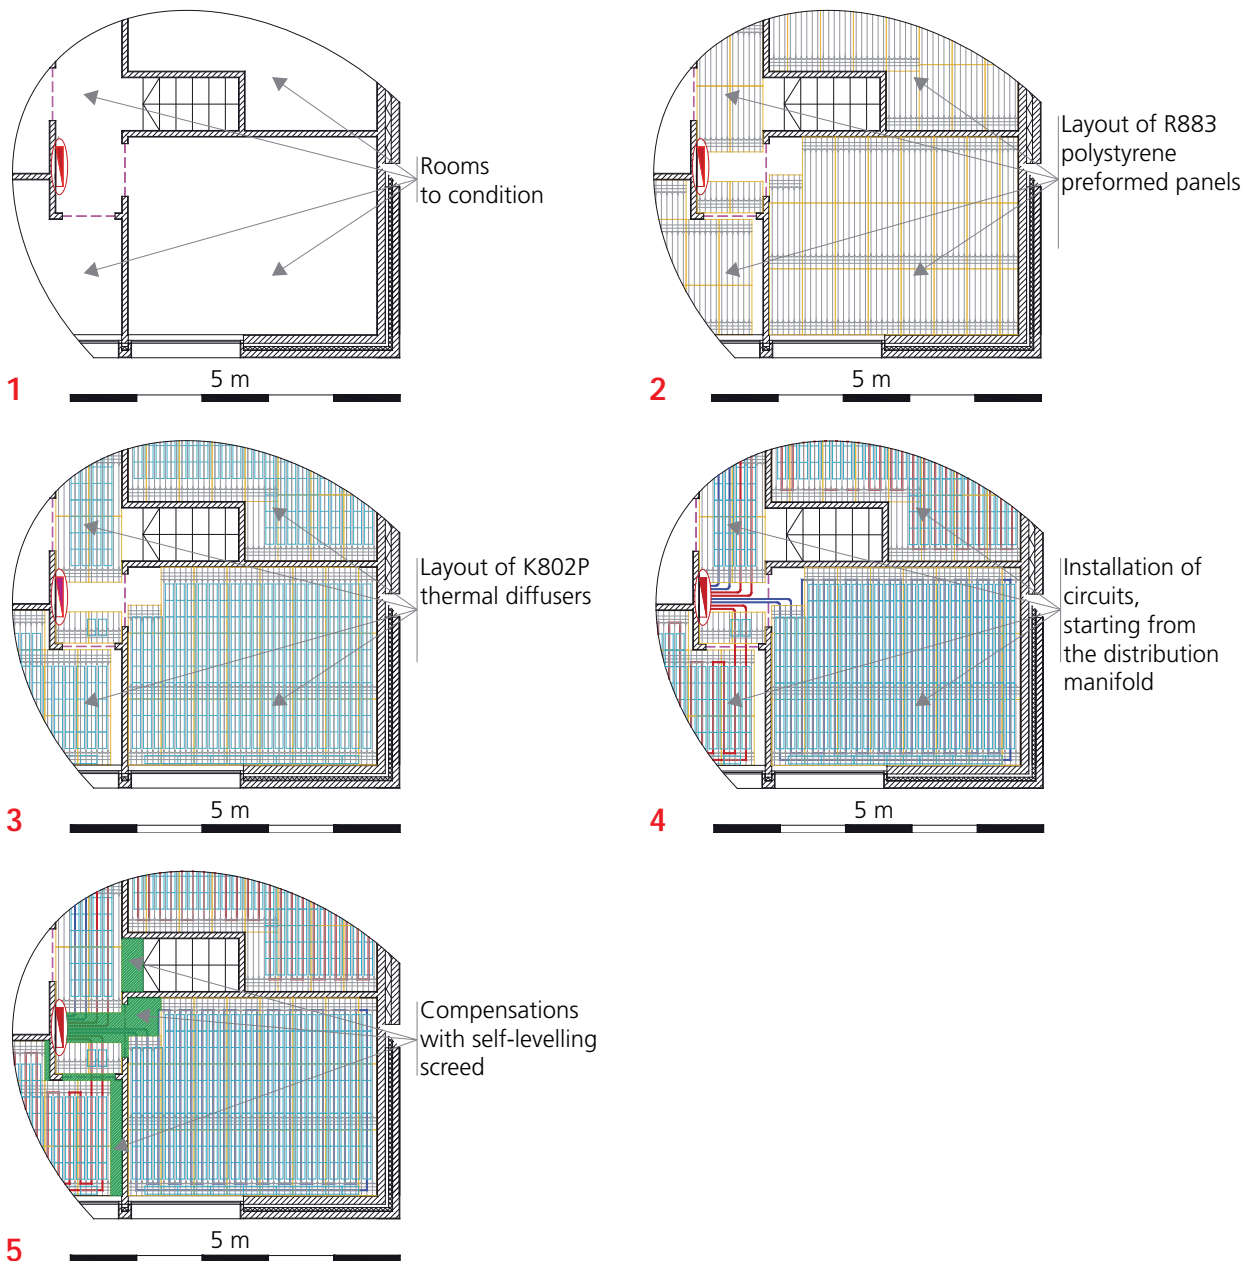 Rooms
to condition
5 m
1
Layout of R883
polystyrene
preformed panels
5 m
2
Layout of K802P
thermal diffusers
5 m
3
Installation of
circuits,
starting from
the distribution
manifold
5 m
4
Compensations
with self-levelling
screed
5 m
5